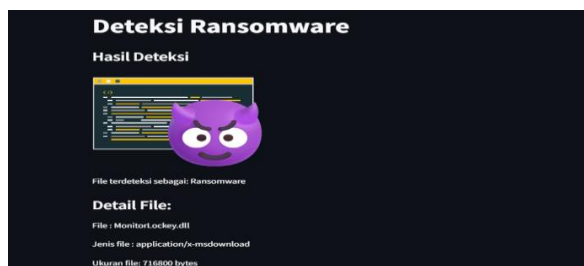 Deteksi Ransomware
Hasil Deteksi
File terdeteksi sebagai: Ransomware
Detail File:
File : MonitorLockey.dll
Jenis file : application/x-msdownload
Ukuran file: 716800 bytes